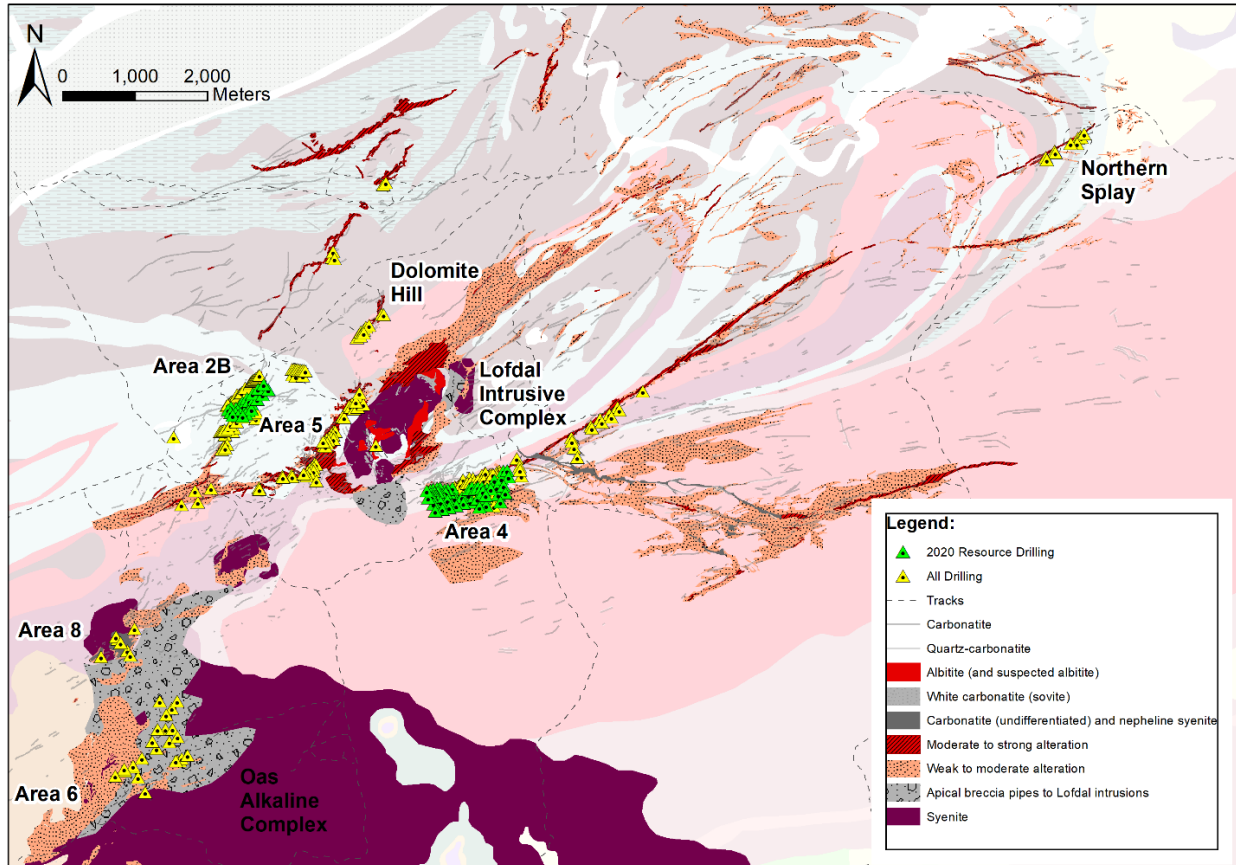 N
0 1,000 2,000
Meters
Northern
Splay
Dolomite
Hill
Area 2B
Lofdal
Intrusive
Complex
Area 5
Area 4
Area 8
Area 6
Oas
Alkaline
Complex
Legend:
2020 Resource Drilling
All Drilling
Tracks
Carbonatite
Quartz-carbonatite
Albitite (and suspected albitite)
White carbonatite (sovite)
Carbonatite (undifferentiated) and nepheline syenite
Moderate to strong alteration
Weak to moderate alteration
Apical breccia pipes to Lofdal intrusions
Syenite